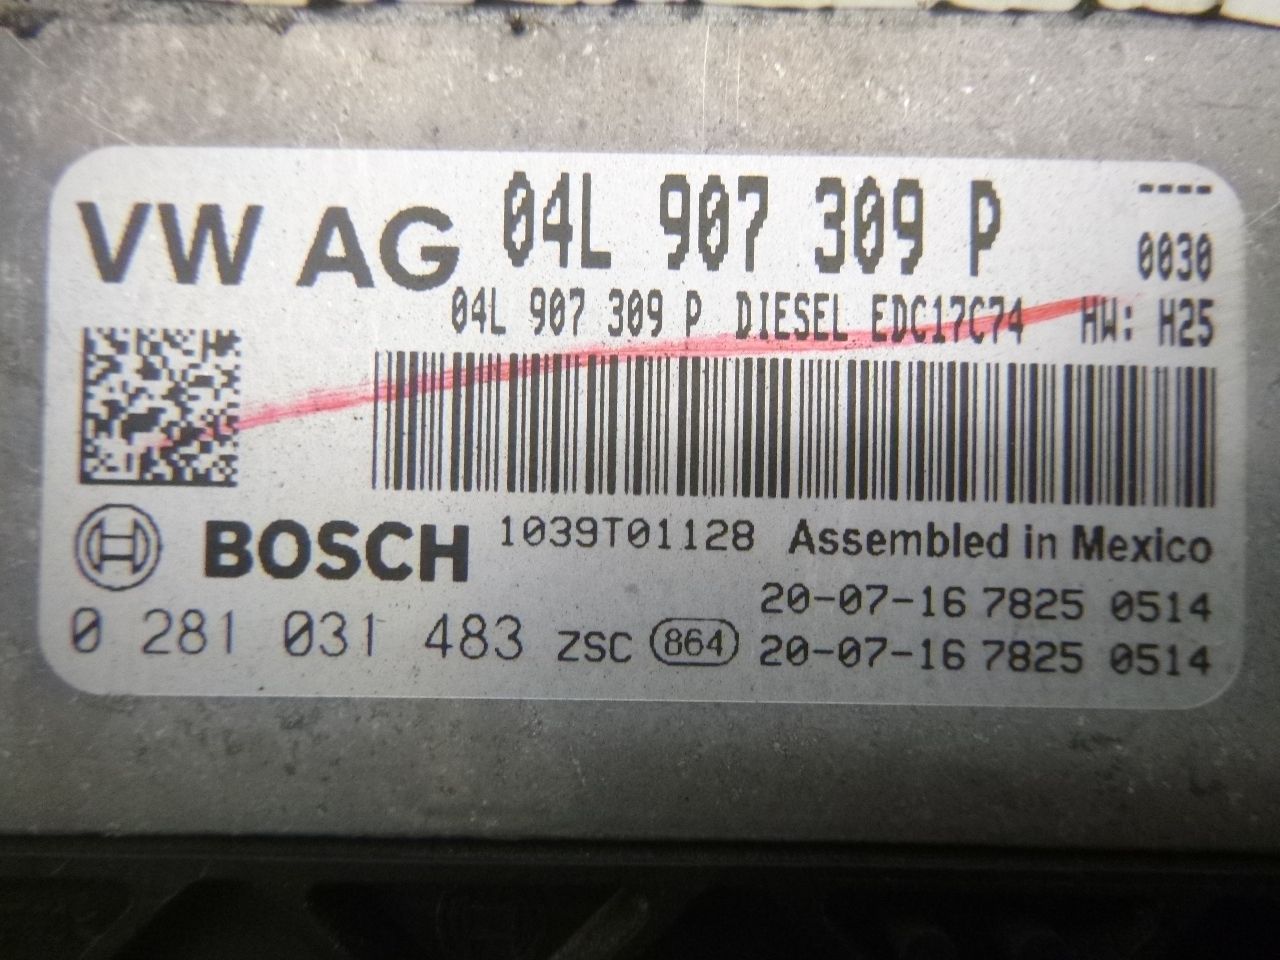 VW AG 04L 907 309 P ----
0030
04L 907 309 P DIESEL EDC17C74 HW: H25
BOSCH 1039T01128 Assembled in Mexico
20-07-16 7825 0514
0 281 031 483 ZSC 864 20-07-16 7825 0514